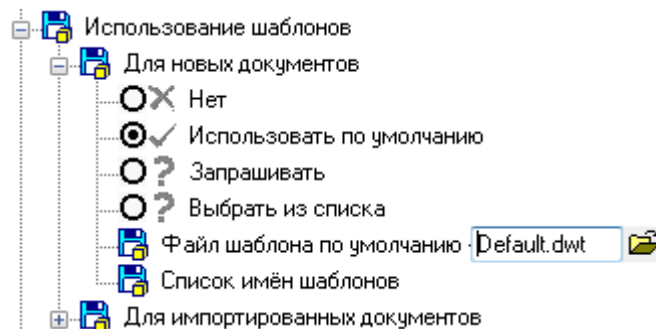 Использование шаблонов
Для новых документов
Нет
Использовать по умолчанию
Запрашивать
Выбрать из списка
Файл шаблона по умолчанию - Default.dwt
Список имён шаблонов
Для импортированных документов